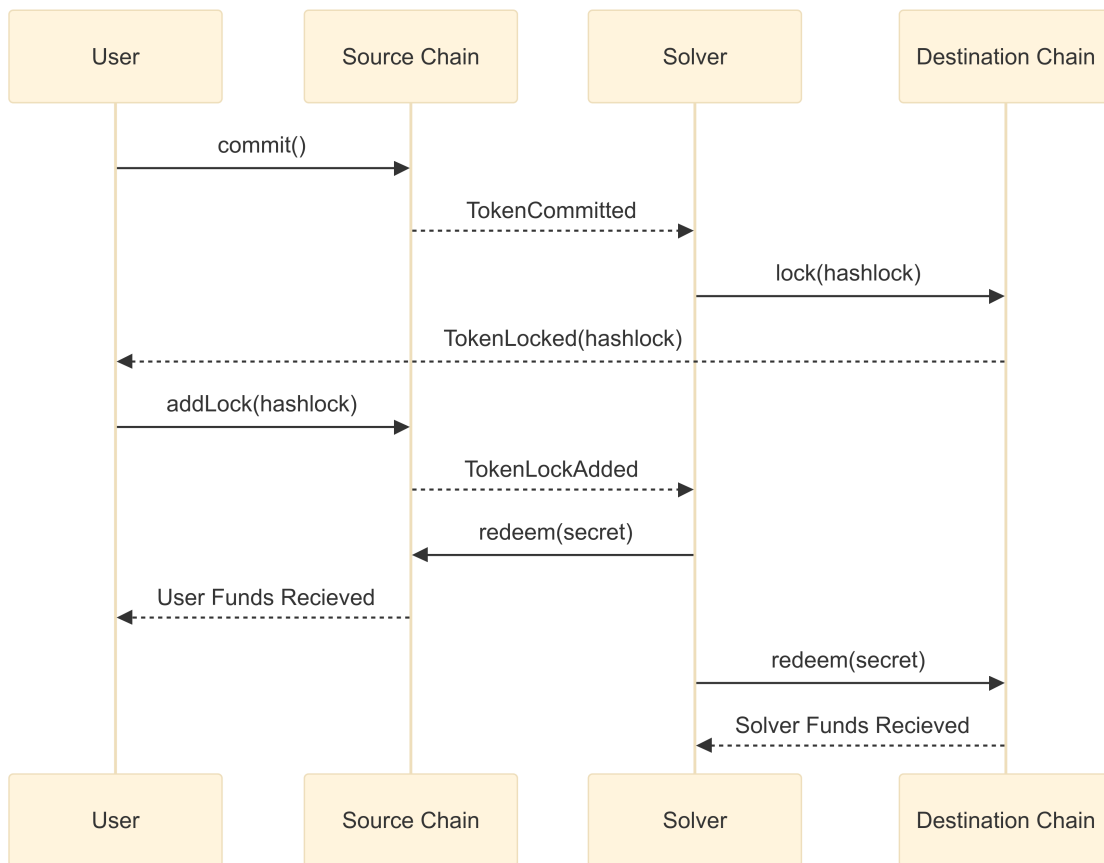 User
Source Chain
Solver
Destination Chain
commit()
TokenCommitted
lock(hashlock)
TokenLocked(hashlock)
addLock(hashlock)
TokenLockAdded
redeem(secret)
User Funds Recieved
redeem(secret)
Solver Funds Recieved
User
Source Chain
Solver
Destination Chain